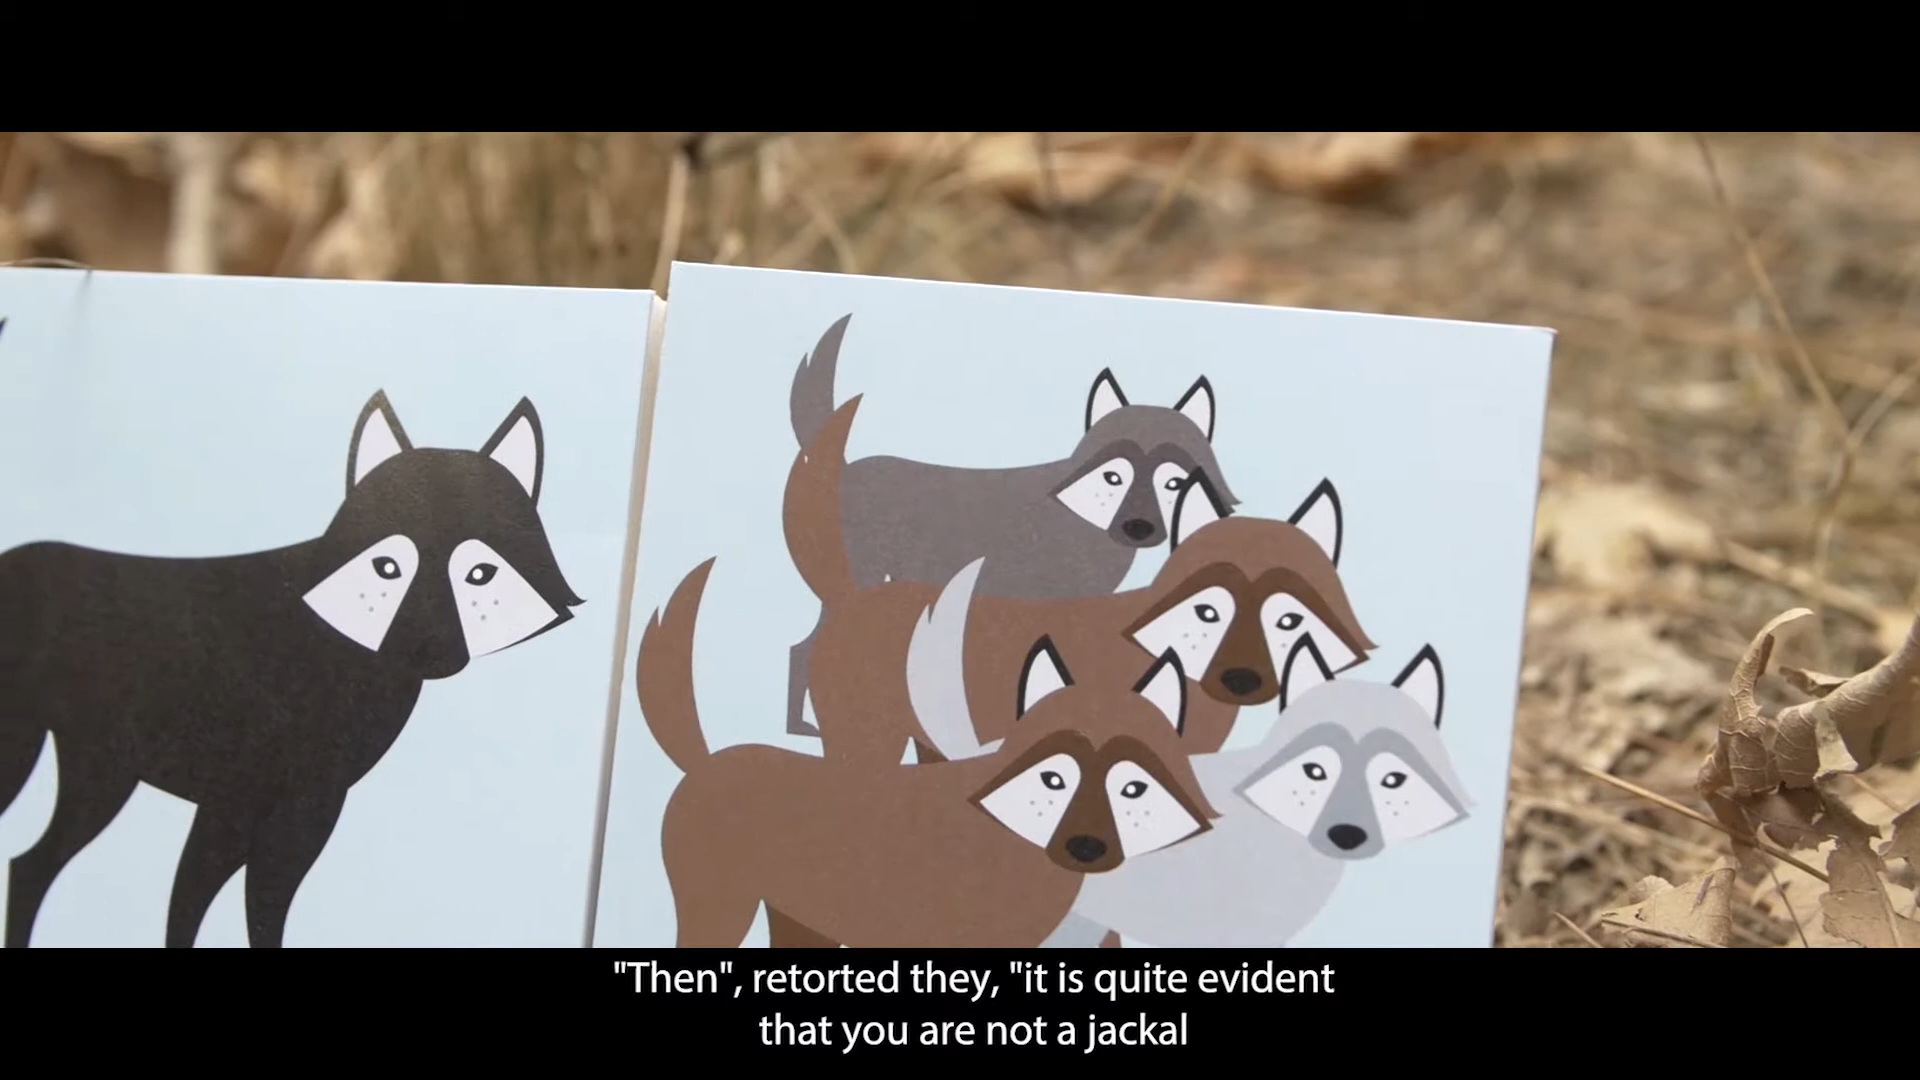 "Then", retorted they, "it is quite evident
that you are not a jackal